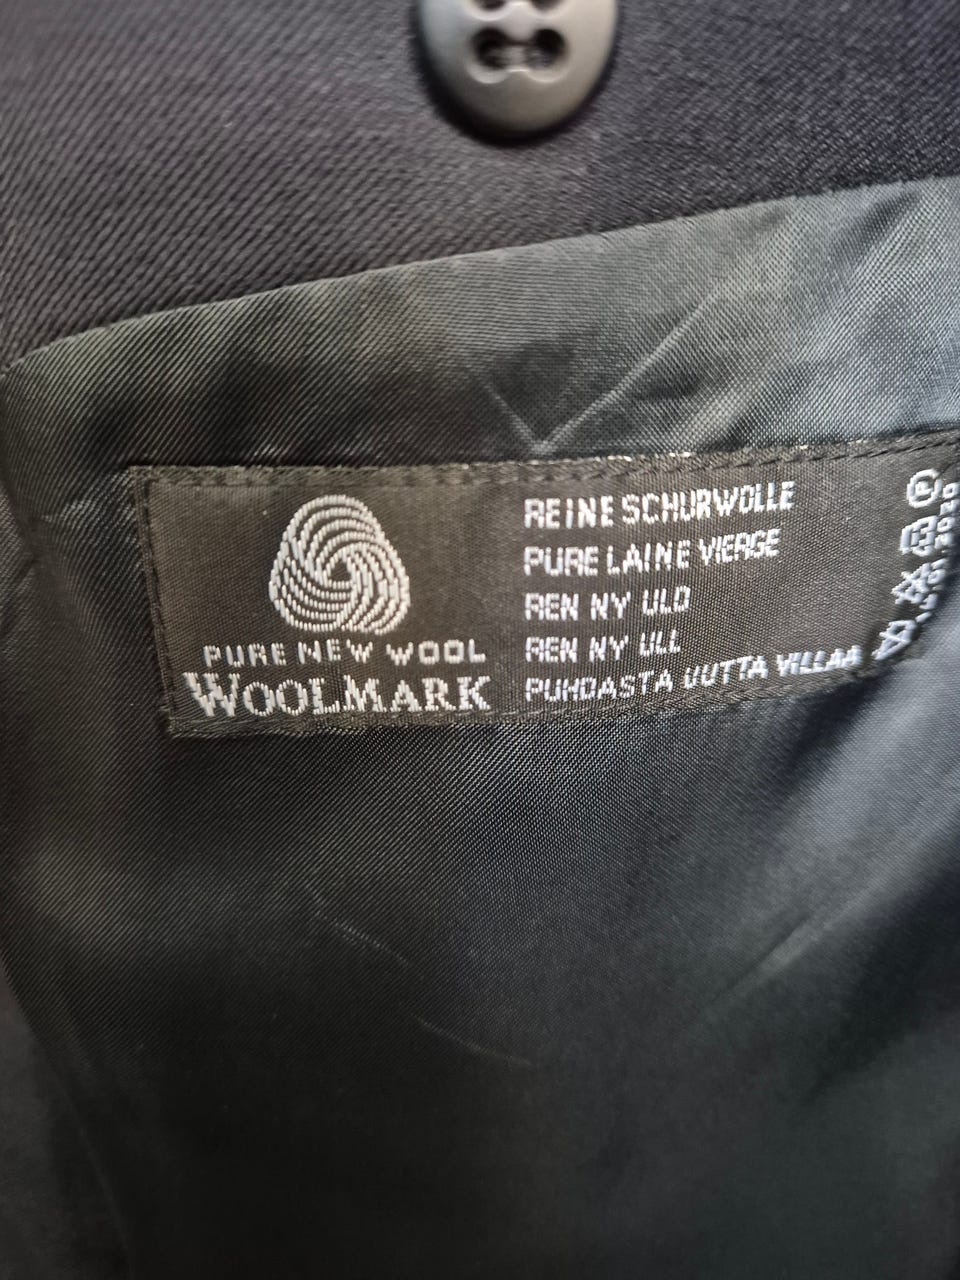 PURE NEW WOOL
WOOLMARK
REINE SCHURWOLLE
PURE LAINE VIERGE
REN NY ULD
REN NY ULL
PUHDASTA UUTTA VILLAA